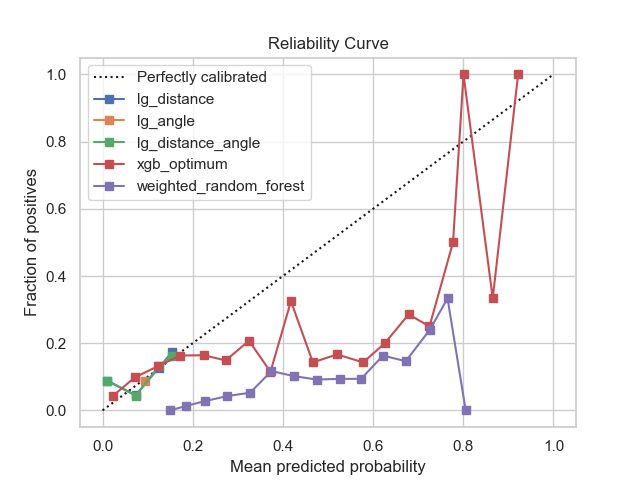 Reliability Curve
Perfectly calibrated
lg_distance
lg_angle
lg_distance_angle
xgb_optimum
weighted_random_forest
Fraction of positives
1.0
0.8
0.6
0.4
0.2
0.0
0.0 0.2 0.4 0.6 0.8 1.0
Mean predicted probability